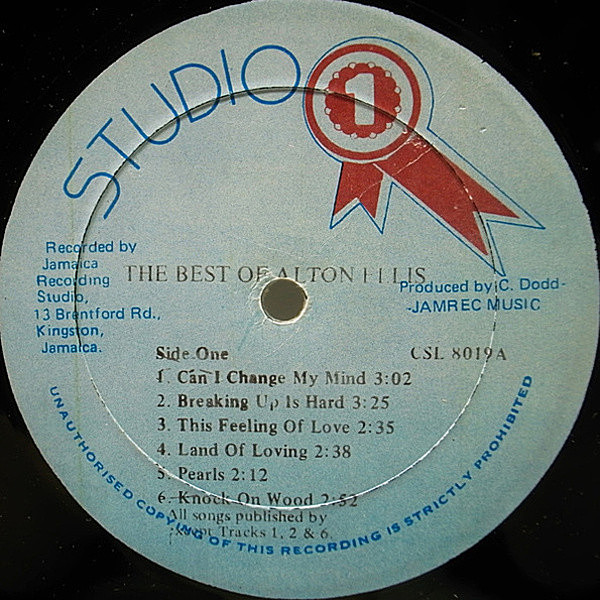 STUDIO
1
Recorded by
Jamaica
Recording
Studio,
13 Brentford Rd.,
Kingston,
Jamaica.
THE BEST OF ALTON ELLIS
Produced by C. Dodd-
-JAMREC MUSIC
Side One
CSL 8019A
1. Can I Change My Mind 3:02
2. Breaking Up Is Hard 3:25
3. This Feeling Of Love 2:35
4. Land Of Loving 2:38
5. Pearls 2:12
6. Knock On Wood 2:52
All songs published by
except Tracks 1, 2 & 6.
UNAUTHORISED COPYING OF THIS RECORDING IS STRICTLY PROHIBITED